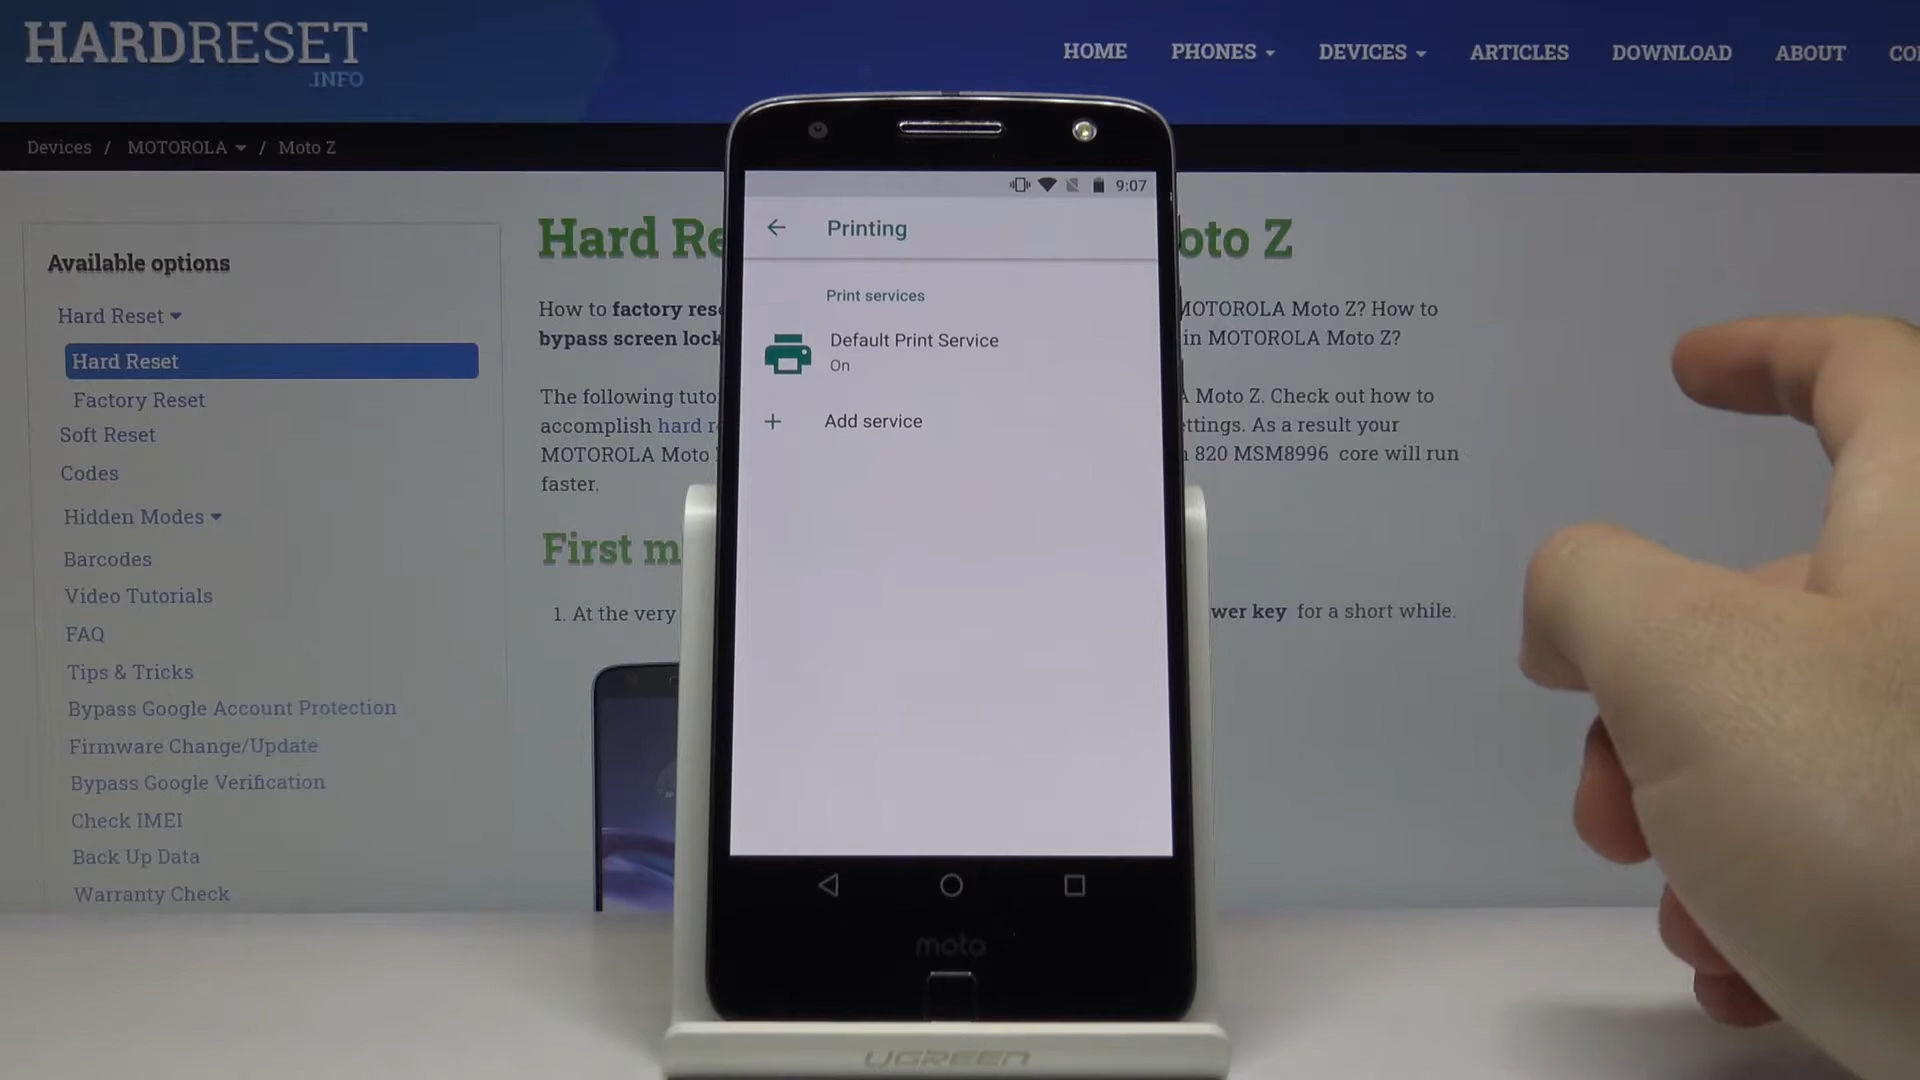 HARDRESET
.INFO
HOME PHONES DEVICES ARTICLES DOWNLOAD ABOUT
Devices / MOTOROLA / Moto Z
Available options
Hard Reset
Hard Reset
Factory Reset
Soft Reset
Codes
Hidden Modes
Barcodes
Video Tutorials
FAQ
Tips & Tricks
Bypass Google Account Protection
Firmware Change/Update
Bypass Google Verification
Check IMEI
Back Up Data
Warranty Check
Hard Re oto Z
How to factory res MOTOROLA Moto Z? How to
bypass screen lock in MOTOROLA Moto Z?
The following tuto Moto Z. Check out how to
accomplish hard r ettings. As a result your
MOTOROLA Moto 820 MSM8996 core will run
faster.
First m
1. At the very wer key for a short while.
9:07
Printing
Print services
Default Print Service
On
+ Add service
moto
UGREEN